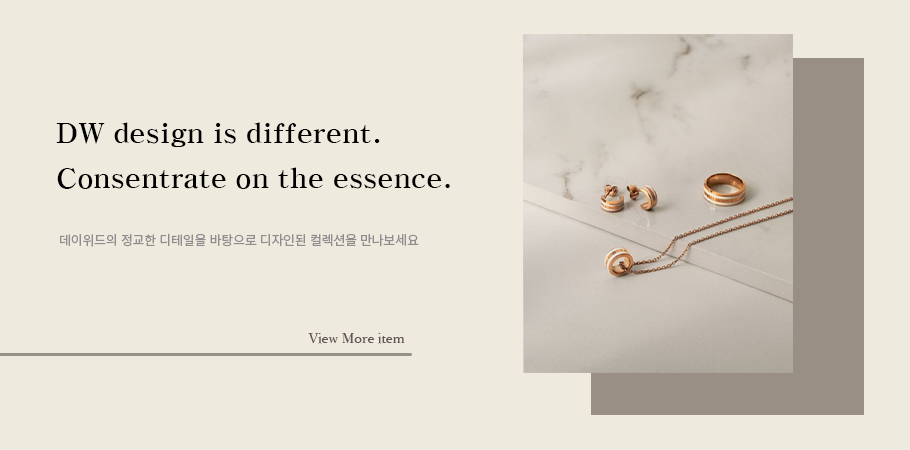 DW design is different.
Consentrate on the essence.
데이위드의 정교한 디테일을 바탕으로 디자인된 컬렉션을 만나보세요
View More item